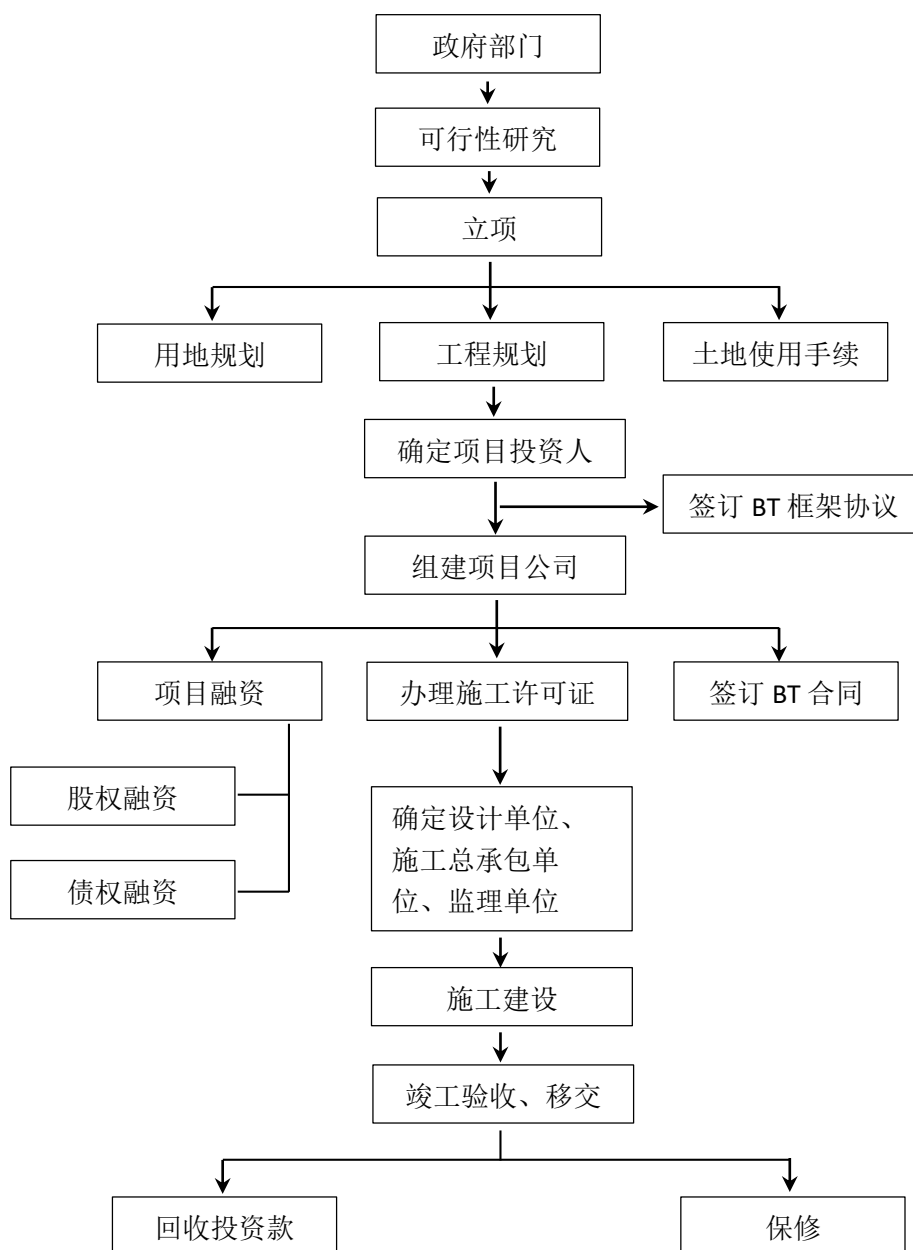 政府部门
可行性研究
立项
用地规划
工程规划
土地使用手续
确定项目投资人
签订 BT 框架协议
组建项目公司
项目融资
办理施工许可证
签订 BT 合同
股权融资
确定设计单位、
施工总承包单
位、监理单位
债权融资
施工建设
竣工验收、移交
回收投资款
保修